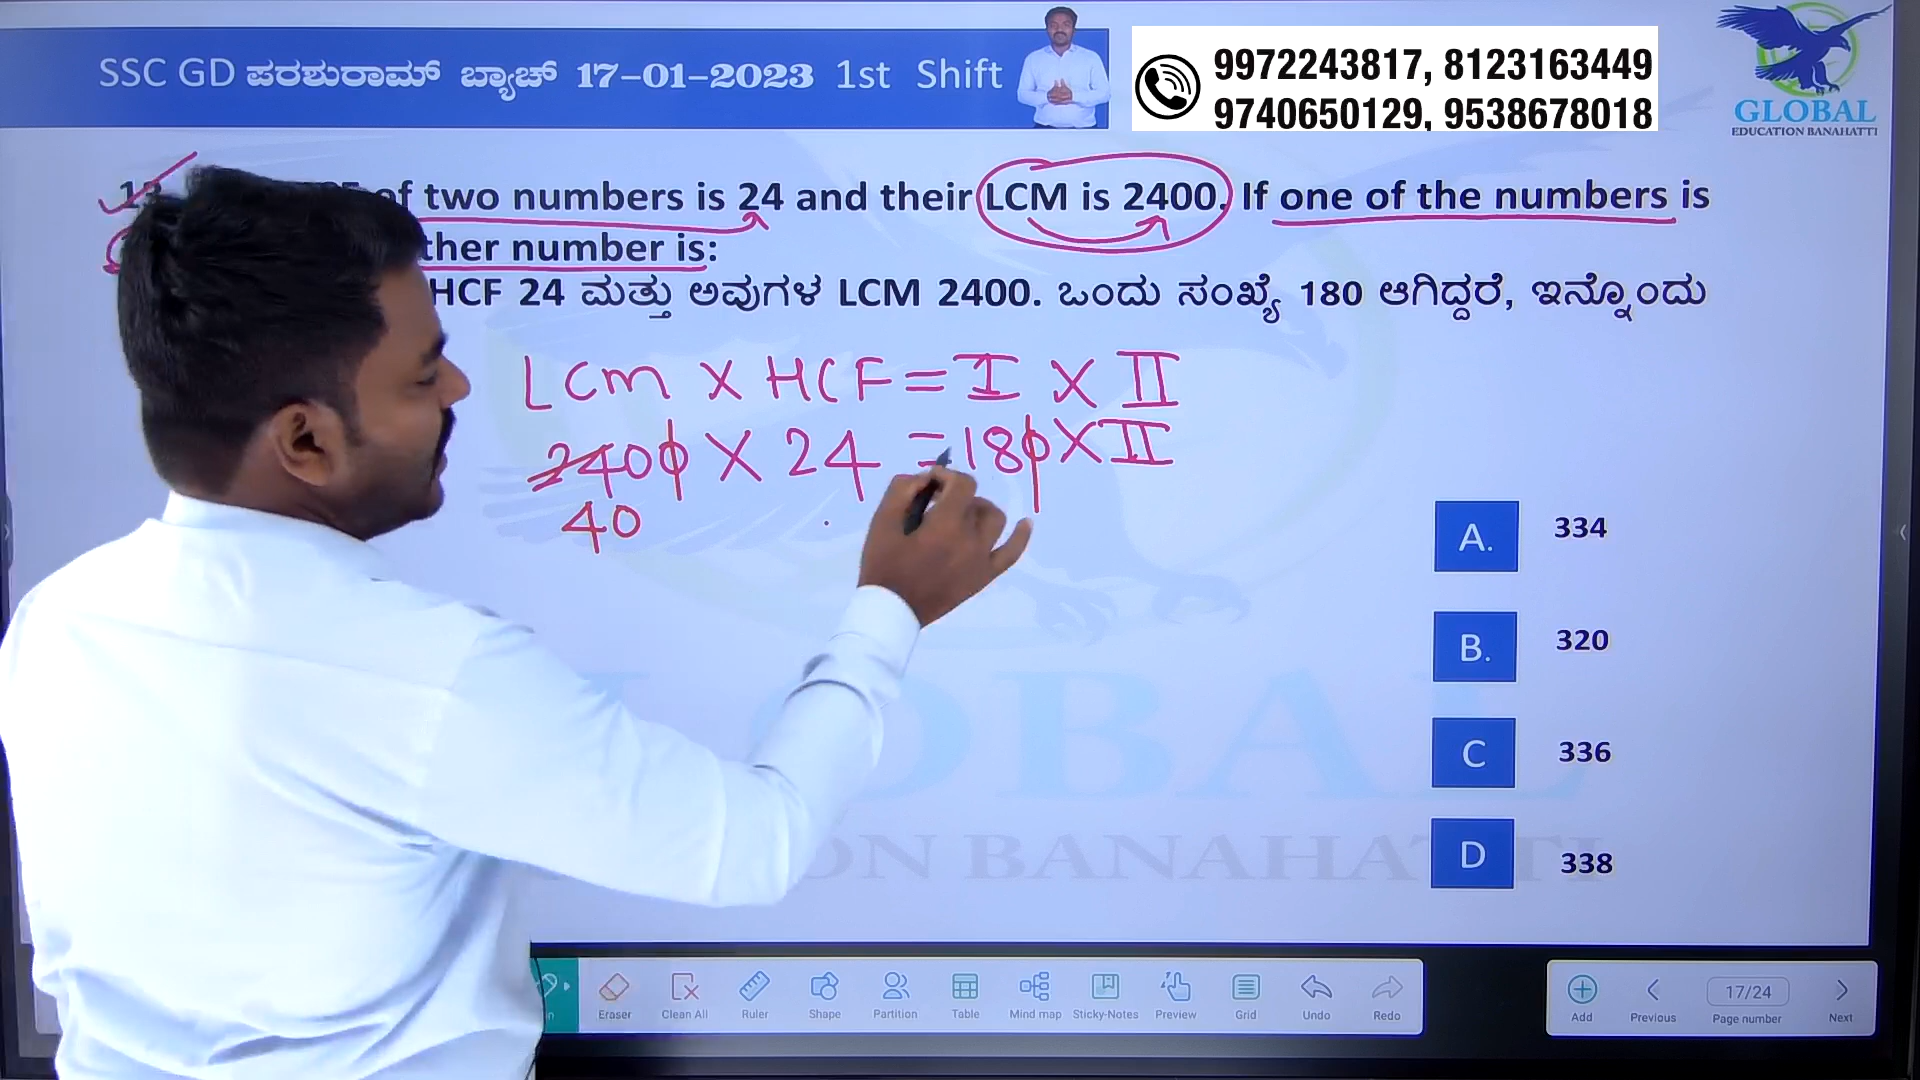 SSC GD ಪರಶುರಾಮ್ ಬ್ಯಾಚ್ 17-01-2023 1st Shift
9972243817, 8123163449
9740650129, 9538678018
GLOBAL
EDUCATION BANAHATTI
13 of two numbers is 24 and their LCM is 2400. If one of the numbers is
ther number is:
HCF 24 ಮತ್ತು ಅವುಗಳ LCM 2400. ಒಂದು ಸಂಖ್ಯೆ 180 ಆಗಿದ್ದರೆ, ಇನ್ನೊಂದು
LCM X HCF = I X II
2400 X 24 = 180 X II
40
A. 334
B. 320
C 336
D 338
OBAL
ON BANAHATTI
Eraser Clean All Ruler Shape Partition Table Mind map Sticky-Notes Preview Grid Undo Redo
Add Previous 17/24 Page number Next